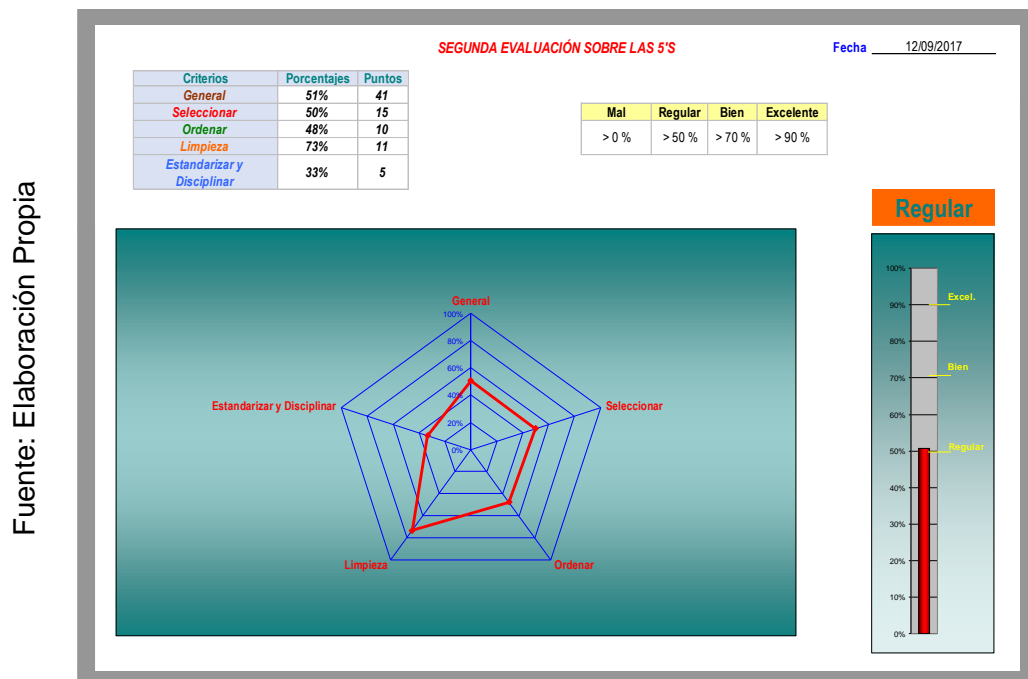 Fuente: Elaboración Propia
SEGUNDA EVALUACIÓN SOBRE LAS 5'S
Fecha 12/09/2017
Criterios Porcentajes Puntos
General 51% 41
Seleccionar 50% 15
Ordenar 48% 10
Limpieza 73% 11
Estandarizar y
Disciplinar 33% 5
Mal Regular Bien Excelente
> 0 % > 50 % > 70 % > 90 %
Regular
General
100%
80%
60%
40%
20%
0%
Estandarizar y Disciplinar
Seleccionar
Limpieza
Ordenar
100%
90%
80%
70%
60%
50%
40%
30%
20%
10%
0%
Excel.
Bien
Regular